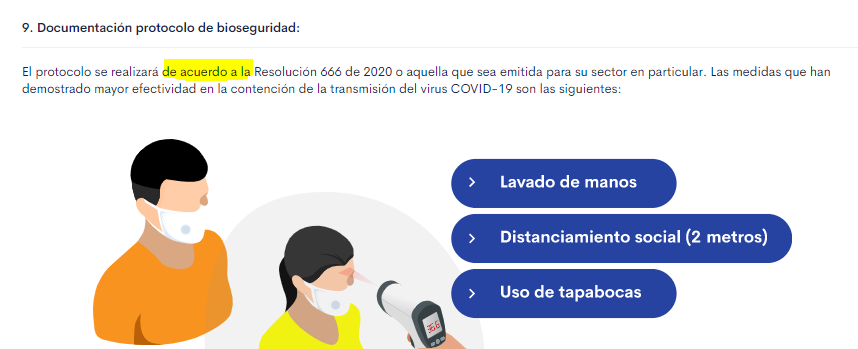 9. Documentación protocolo de bioseguridad:
El protocolo se realizará de acuerdo a la Resolución 666 de 2020 o aquella que sea emitida para su sector en particular. Las medidas que han
demostrado mayor efectividad en la contención de la transmisión del virus COVID-19 son las siguientes:
Lavado de manos
Distanciamiento social (2 metros)
Uso de tapabocas
36.6